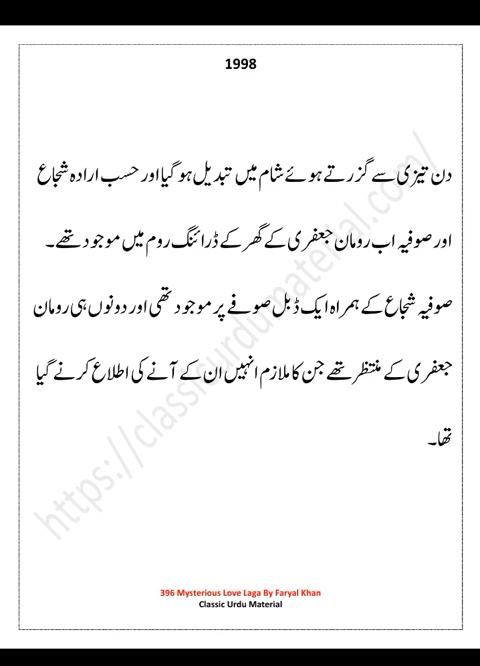 1998
دن تیزی سے گزرتے ہوئے شام میں تبدیل ہو گیا اور حسب ارادہ شجاع
اور صوفیہ اب رومان جعفری کے گھر کے ڈرائنگ روم میں موجود تھے۔
صوفیہ شجاع کے ہمراہ ایک ڈبل صوفے پر موجود تھی اور دونوں ہی رومان
جعفری کے منتظر تھے جن کا ملازم انہیں ان کے آنے کی اطلاع کرنے گیا
تھا۔
https://classicurdumaterial.com/
396 Mysterious Love Laga By Faryal Khan
Classic Urdu Material